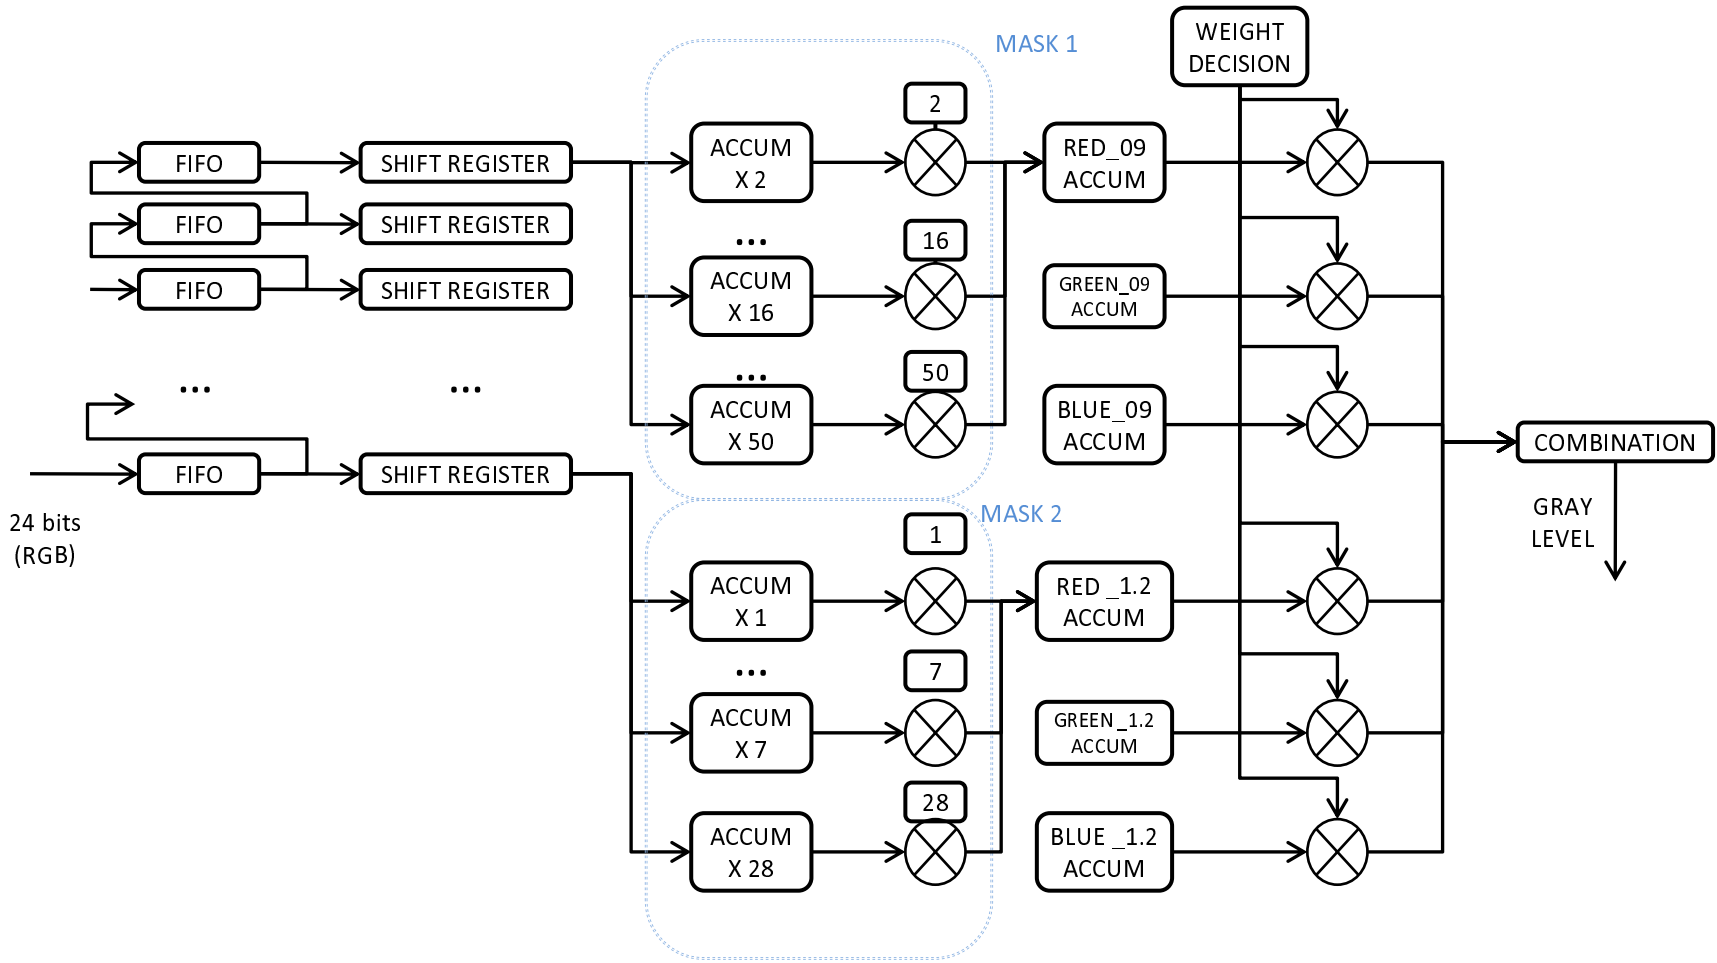 MASK 1
WEIGHT
DECISION
2
FIFO
SHIFT REGISTER
ACCUM
X 2
RED_09
ACCUM
FIFO
SHIFT REGISTER
...
16
FIFO
SHIFT REGISTER
ACCUM
X 16
GREEN_09
ACCUM
...
...
...
50
ACCUM
X 50
BLUE_09
ACCUM
COMBINATION
FIFO
SHIFT REGISTER
24 bits
(RGB)
MASK 2
GRAY
LEVEL
1
ACCUM
X 1
RED _1.2
ACCUM
...
7
ACCUM
X 7
GREEN _1.2
ACCUM
28
ACCUM
X 28
BLUE _1.2
ACCUM